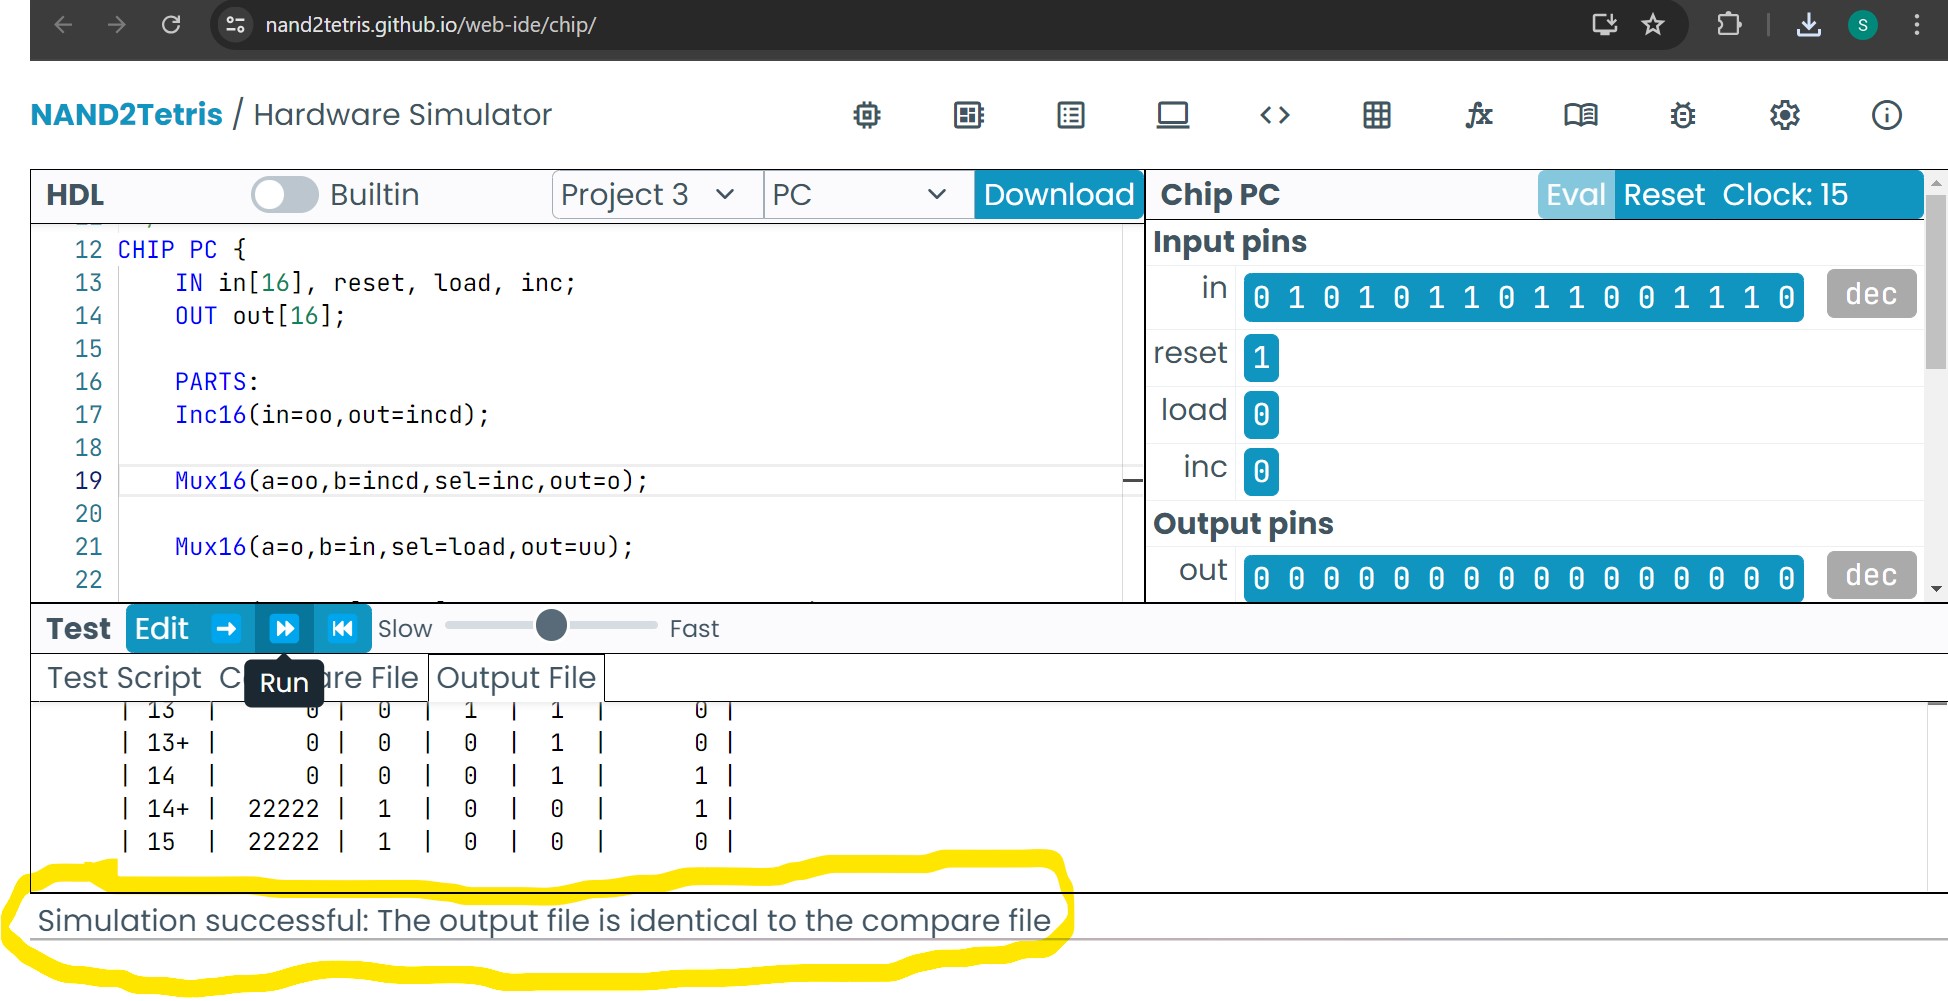 nand2tetris.github.io/web-ide/chip/
S
NAND2Tetris / Hardware Simulator
HDL Builtin Project 3 PC Download
12 CHIP PC {
13 IN in[16], reset, load, inc;
14 OUT out[16];
15
16 PARTS:
17 Inc16(in=oo,out=incd);
18
19 Mux16(a=oo,b=incd,sel=inc,out=o);
20
21 Mux16(a=o,b=in,sel=load,out=uu);
22
Chip PC Eval Reset Clock: 15
Input pins
in 0 1 0 1 0 1 1 0 1 1 0 0 1 1 1 0 dec
reset 1
load 0
inc 0
Output pins
out 0 0 0 0 0 0 0 0 0 0 0 0 0 0 0 0 dec
Test Edit Slow Fast
Test Script File Output File
Run
| 13 | 0 | 0 | 1 | 1 | 0 |
| 13+ | 0 | 0 | 0 | 1 | 0 |
| 14 | 0 | 0 | 0 | 1 | 1 |
| 14+ | 22222 | 1 | 0 | 0 | 1 |
| 15 | 22222 | 1 | 0 | 0 | 0 |
Simulation successful: The output file is identical to the compare file